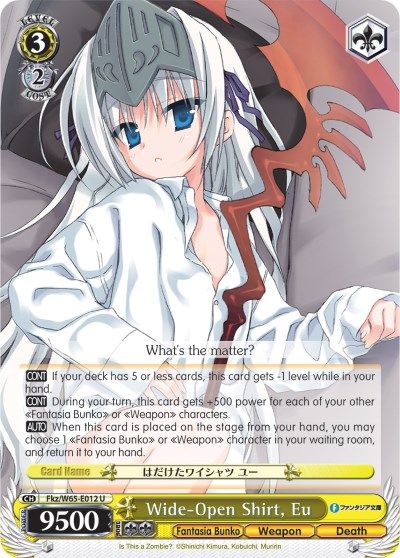 LEVEL
3
2
COST
What's the matter?
CONT If your deck has 5 or less cards, this card gets -1 level while in your
hand.
CONT During your turn, this card gets +500 power for each of your other
«Fantasia Bunko» or «Weapon» characters.
AUTO When this card is placed on the stage from your hand, you may
choose 1 «Fantasia Bunko» or «Weapon» character in your waiting room,
and return it to your hand.
Card Name はだけたワイシャツ ユー
CH Fkz/W65-E012 U
Wide-Open Shirt, Eu
ファンタジア文庫
POWER 9500 SOUL
Fantasia Bunko Weapon Death
Is This a Zombie? ©Shinichi Kimura, Kobuichi, Muririn